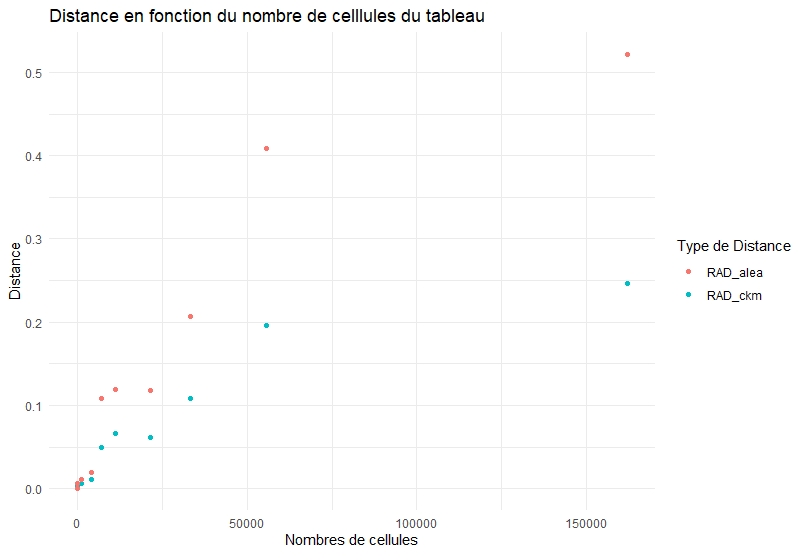 Distance en fonction du nombre de celllules du tableau
0.5
0.4
0.3
0.2
0.1
0.0
Distance
0
50000
100000
150000
Nombres de cellules
Type de Distance
RAD_alea
RAD_ckm